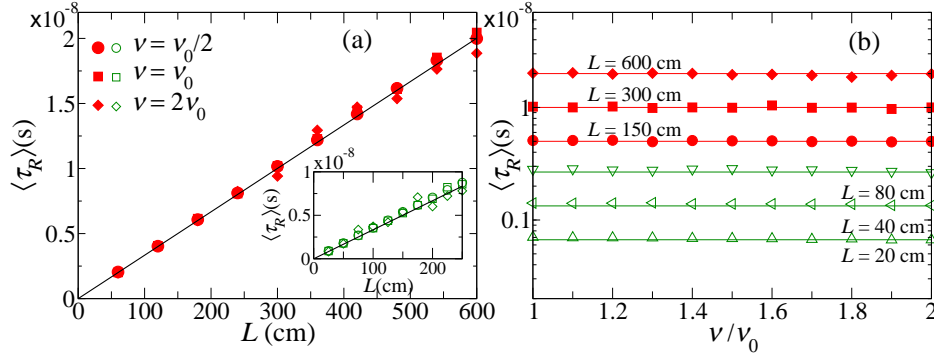 x10^-8
2
1.5
1
0.5
0
⟨τ_R⟩(s)
(a)
ν = ν_0/2
ν = ν_0
ν = 2ν_0
0 100 200 300 400 500 600
L (cm)
x10^-8
1
0.5
0
⟨τ_R⟩(s)
0 100 200
L(cm)
x10^-8
1
0.1
⟨τ_R⟩(s)
(b)
L = 600 cm
L = 300 cm
L = 150 cm
L = 80 cm
L = 40 cm
L = 20 cm
1 1.2 1.4 1.6 1.8 2
ν/ν_0